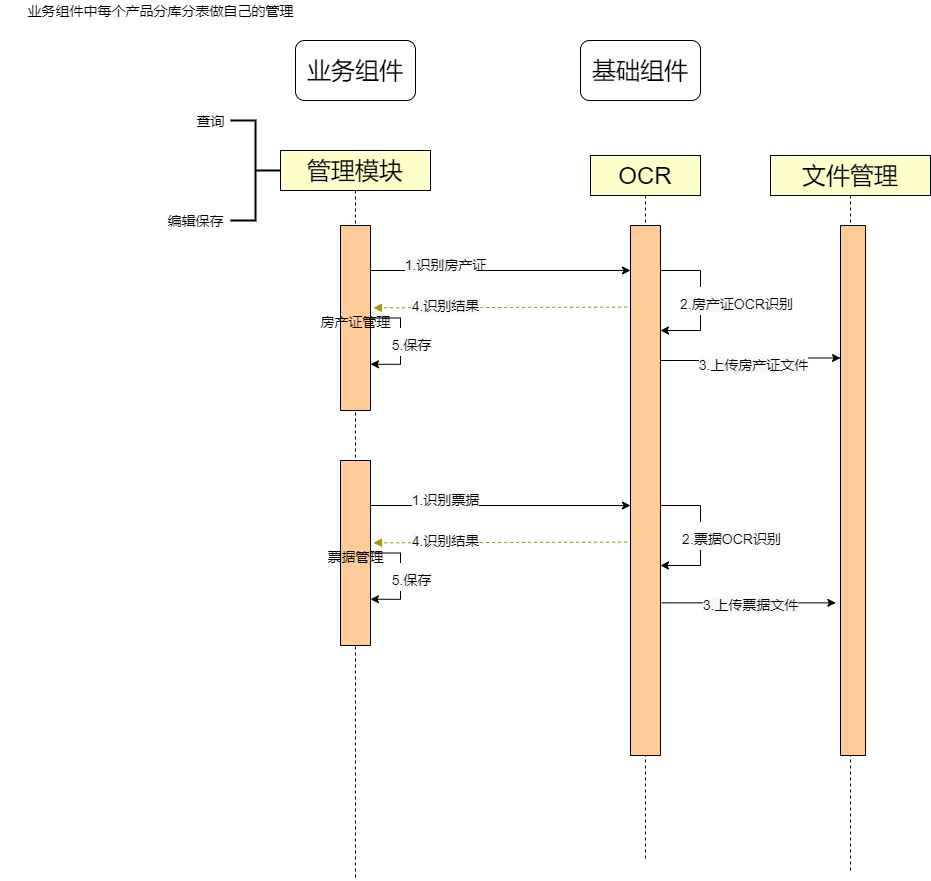 业务组件中每个产品分库分表做自己的管理
业务组件
基础组件
查询
管理模块
OCR
文件管理
编辑保存
1.识别房产证
2.房产证OCR识别
4.识别结果
房产证管理
5.保存
3.上传房产证文件
1.识别票据
2.票据OCR识别
4.识别结果
票据管理
5.保存
3.上传票据文件